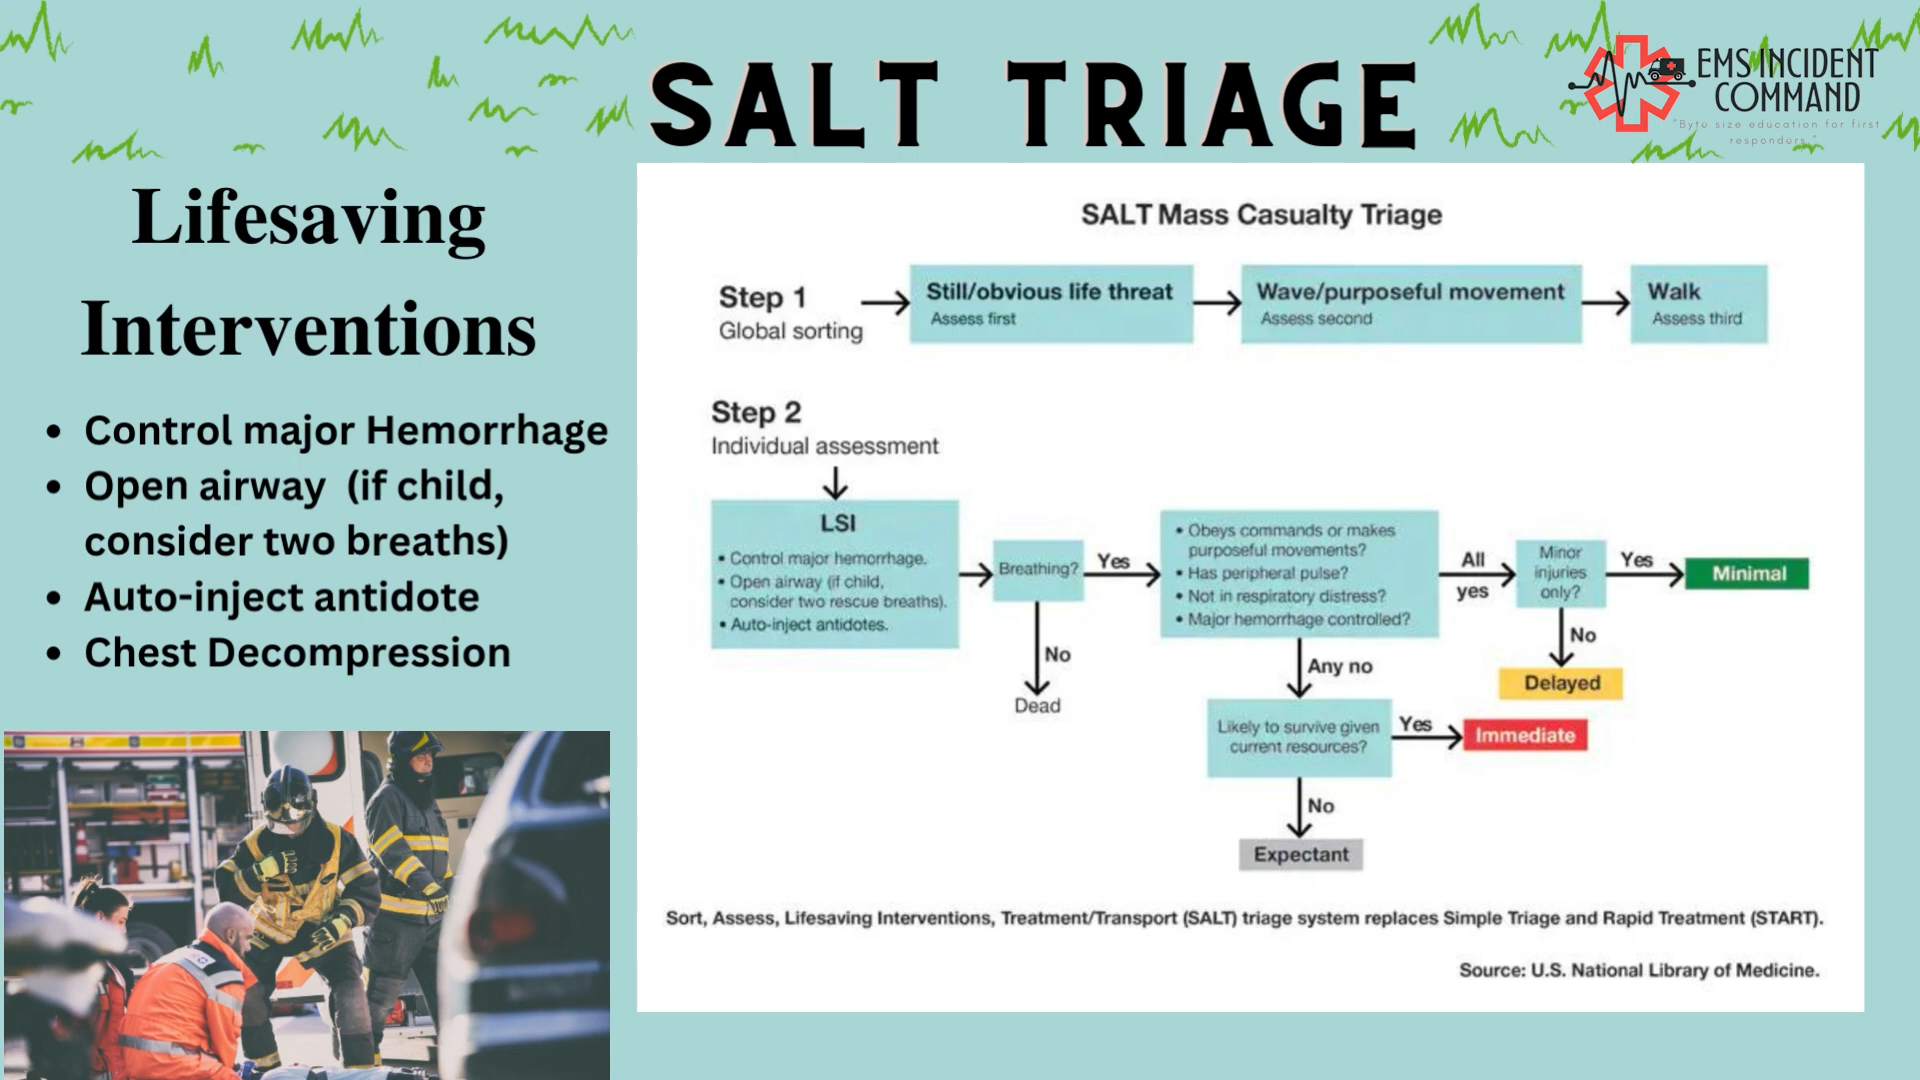 SALT TRIAGE
EMS INCIDENT
COMMAND
"Byte size education for first
responders."
Lifesaving
Interventions
• Control major Hemorrhage
• Open airway (if child,
consider two breaths)
• Auto-inject antidote
• Chest Decompression
SALT Mass Casualty Triage
Step 1
Global sorting
Still/obvious life threat
Assess first
Wave/purposeful movement
Assess second
Walk
Assess third
Step 2
Individual assessment
LSI
• Control major hemorrhage.
• Open airway (if child,
consider two rescue breaths).
• Auto-inject antidotes.
Breathing?
Yes
No
Dead
• Obeys commands or makes
purposeful movements?
• Has peripheral pulse?
• Not in respiratory distress?
• Major hemorrhage controlled?
All
yes
Minor
injuries
only?
Yes
Minimal
No
Delayed
Any no
Likely to survive given
current resources?
Yes
Immediate
No
Expectant
Sort, Assess, Lifesaving Interventions, Treatment/Transport (SALT) triage system replaces Simple Triage and Rapid Treatment (START).
Source: U.S. National Library of Medicine.